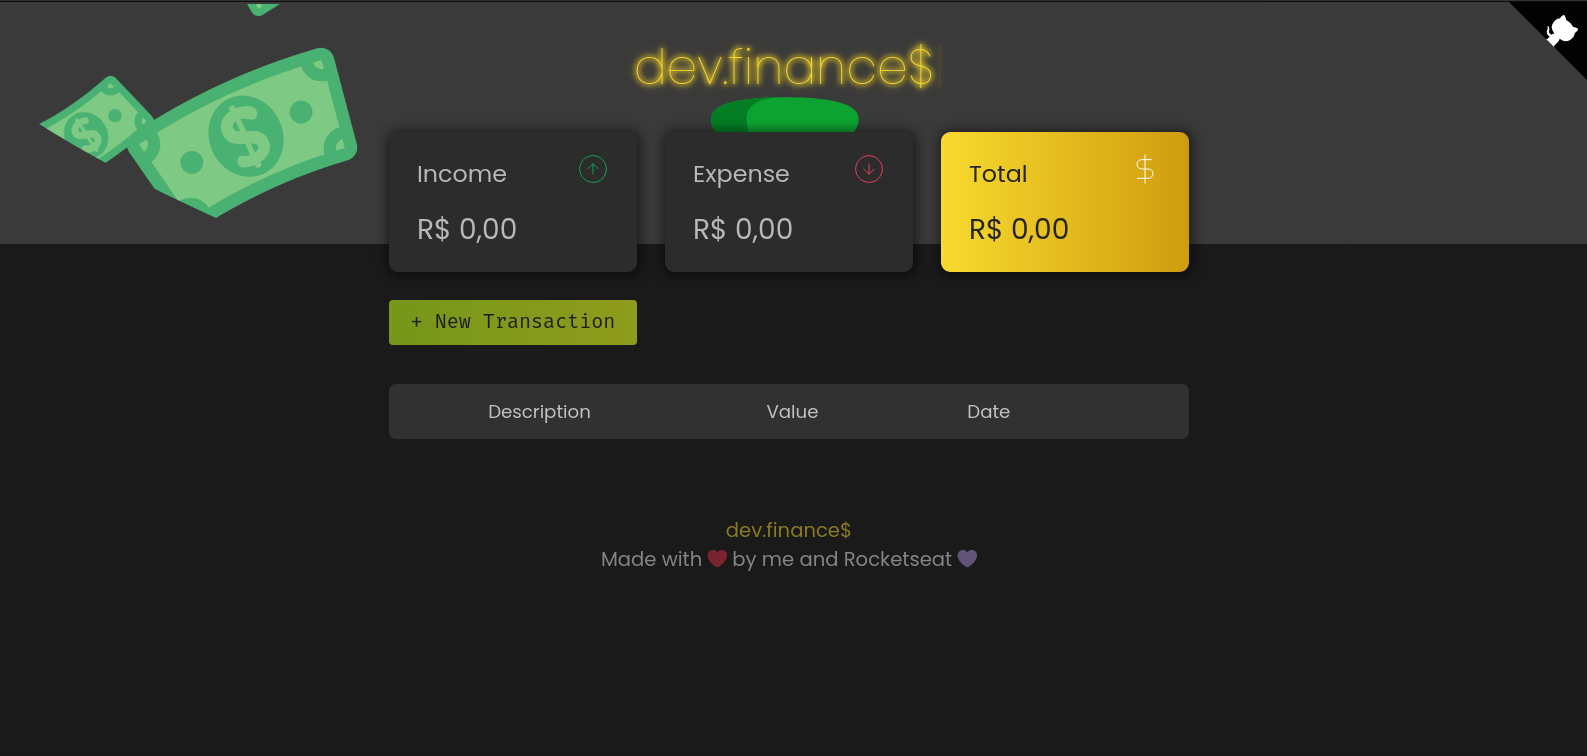 dev.finance$
Income
R$ 0,00
Expense
R$ 0,00
Total
$
R$ 0,00
+ New Transaction
Description Value Date
dev.finance$
Made with ❤ by me and Rocketseat 💜